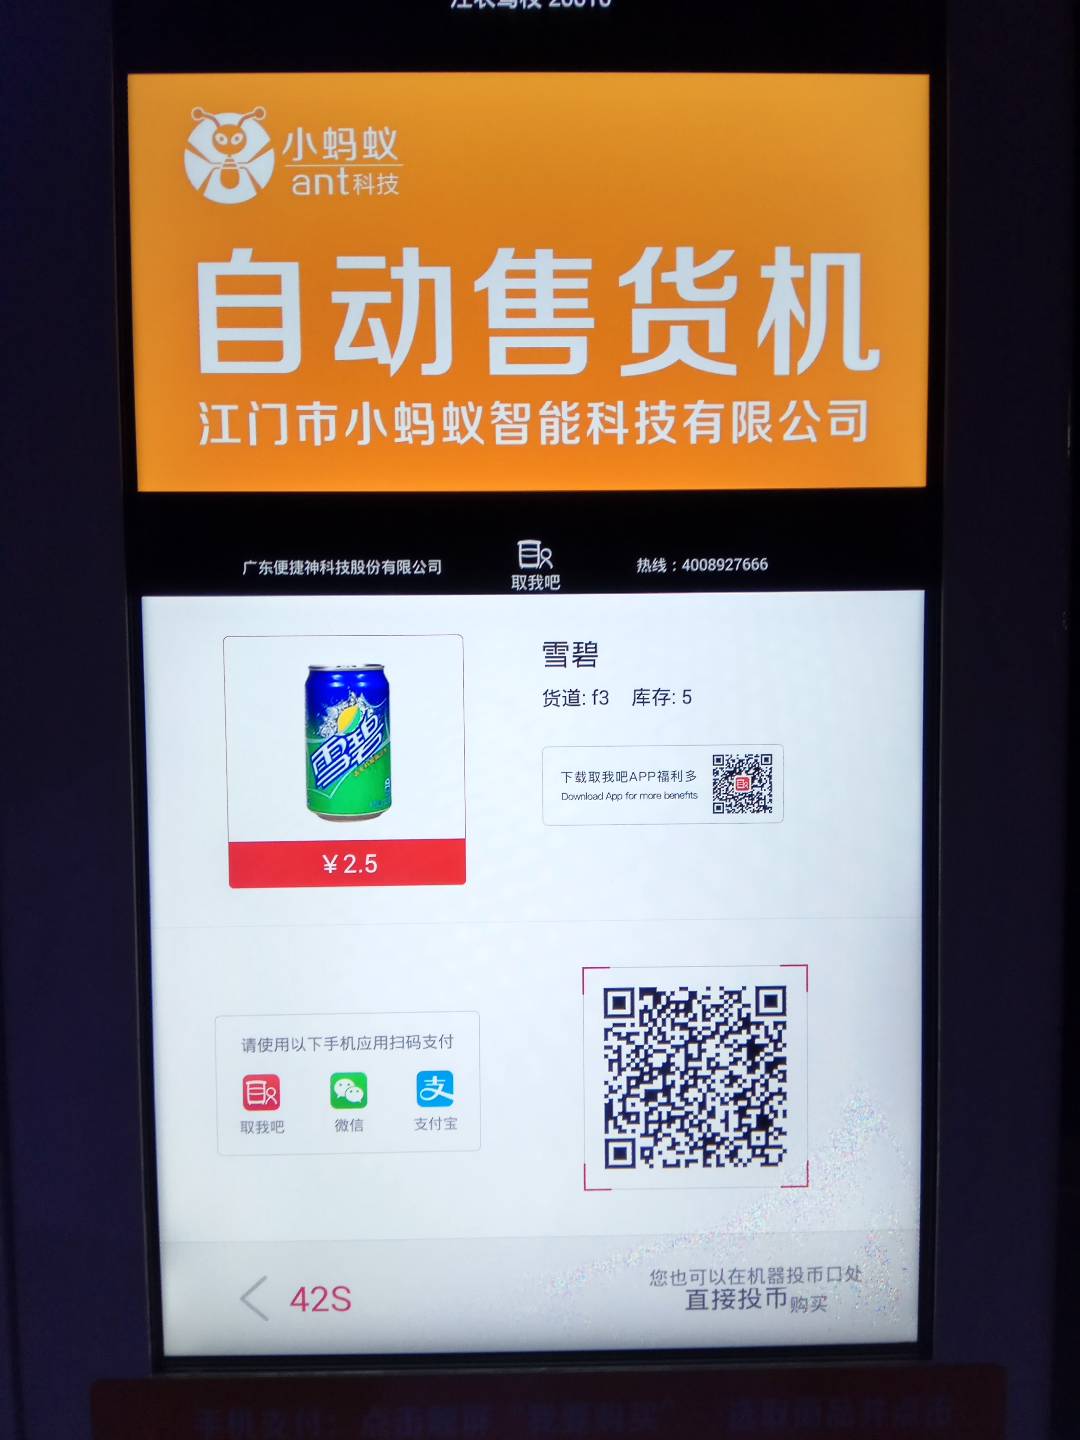 小蚂蚁
ant科技
自动售货机
江门市小蚂蚁智能科技有限公司
广东便捷神科技股份有限公司
取我吧
热线：4008927666
雪碧
货道: f3 库存: 5
雪碧
¥2.5
下载取我吧APP福利多
Download App for more benefits
请使用以下手机应用扫码支付
取我吧 微信 支付宝
42S
您也可以在机器投币口处
直接投币购买